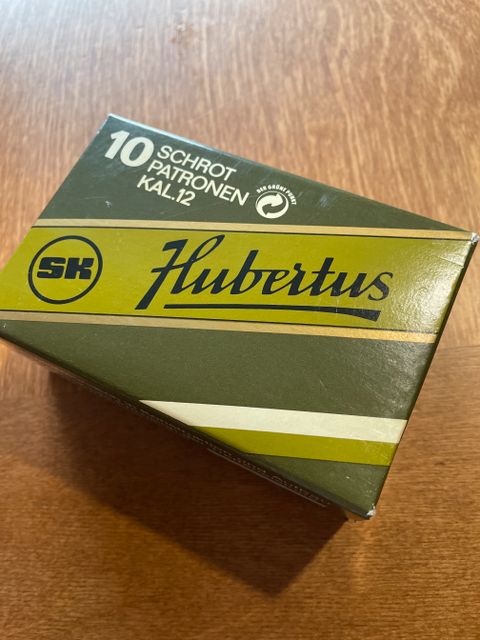 10 SCHROT
PATRONEN
KAL.12
DER GRÜNE PUNKT
SK
Hubertus